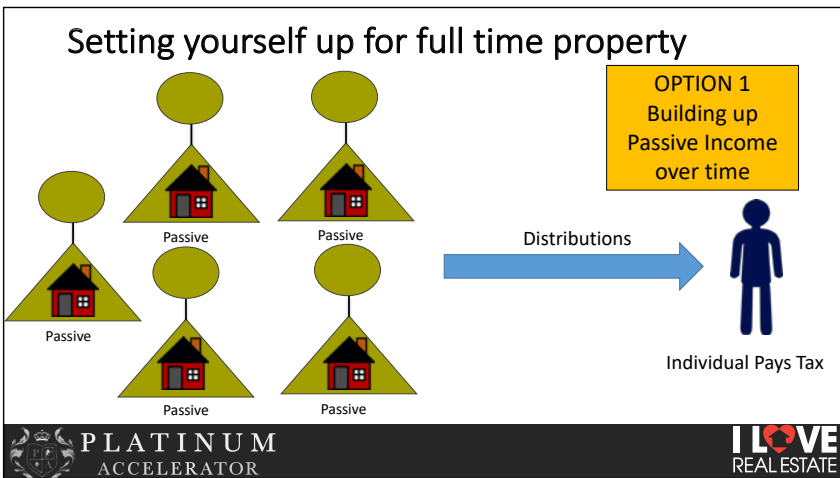 Setting yourself up for full time property
OPTION 1
Building up
Passive Income
over time
Passive
Passive
Passive
Passive
Passive
Distributions
Individual Pays Tax
PLATINUM
ACCELERATOR
I LOVE
REAL ESTATE